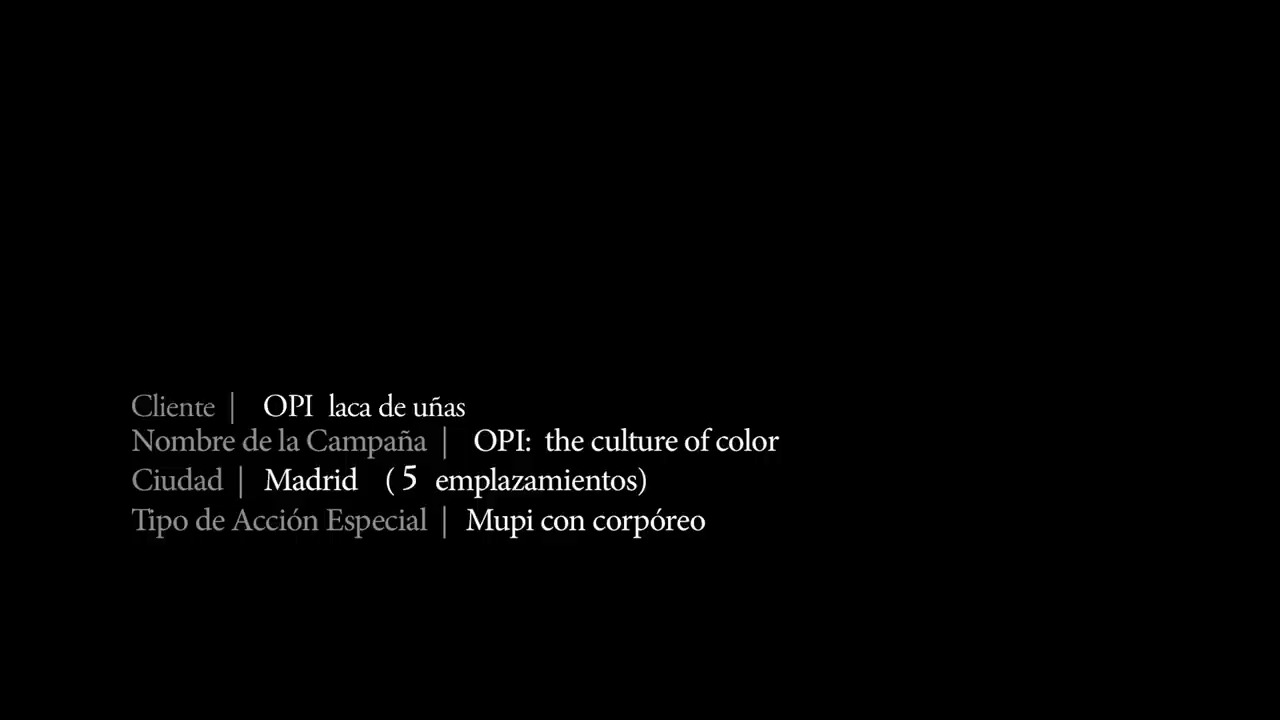 Cliente | OPI laca de uñas
Nombre de la Campaña | OPI: the culture of color
Ciudad | Madrid (5 emplazamientos)
Tipo de Acción Especial | Mupi con corpóreo